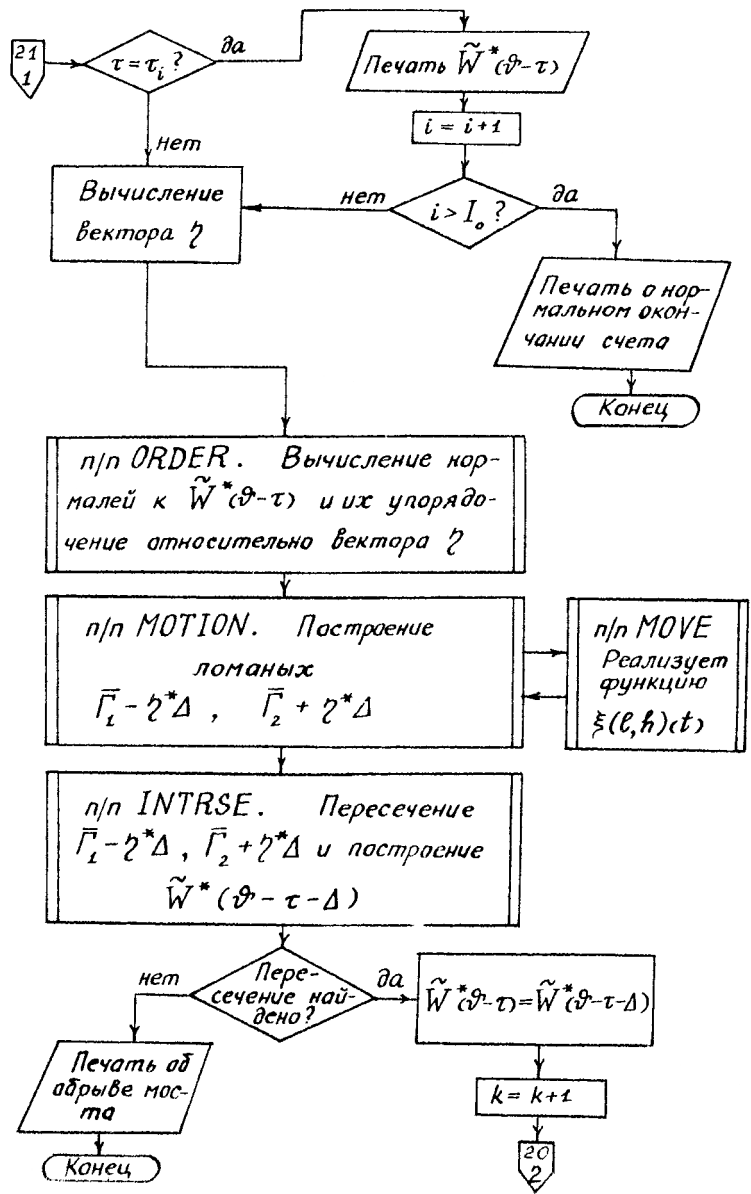 21
1
τ = τᵢ ?
да
нет
Печать W̃*(ϑ-τ)
i = i+1
i > I₀ ?
нет
да
Вычисление
вектора η
Печать о нор-
мальном окон-
чании счета
Конец
п/п ORDER. Вычисление нор-
малей к W̃*(ϑ-τ) и их упорядо-
чение относительно вектора η
п/п MOTION. Построение
ломаных
Γ̅₁ - η*Δ , Γ̅₂ + η*Δ
п/п MOVE
Реализует
функцию
ξ(l,h)(t)
п/п INTRSE. Пересечение
Γ̅₁ - η*Δ , Γ̅₂ + η*Δ и построение
W̃*(ϑ - τ - Δ)
Пере-
сечение най-
дено?
нет
да
Печать об
обрыве мос-
та
Конец
W̃*(ϑ-τ) = W̃*(ϑ-τ-Δ)
k = k+1
20
2